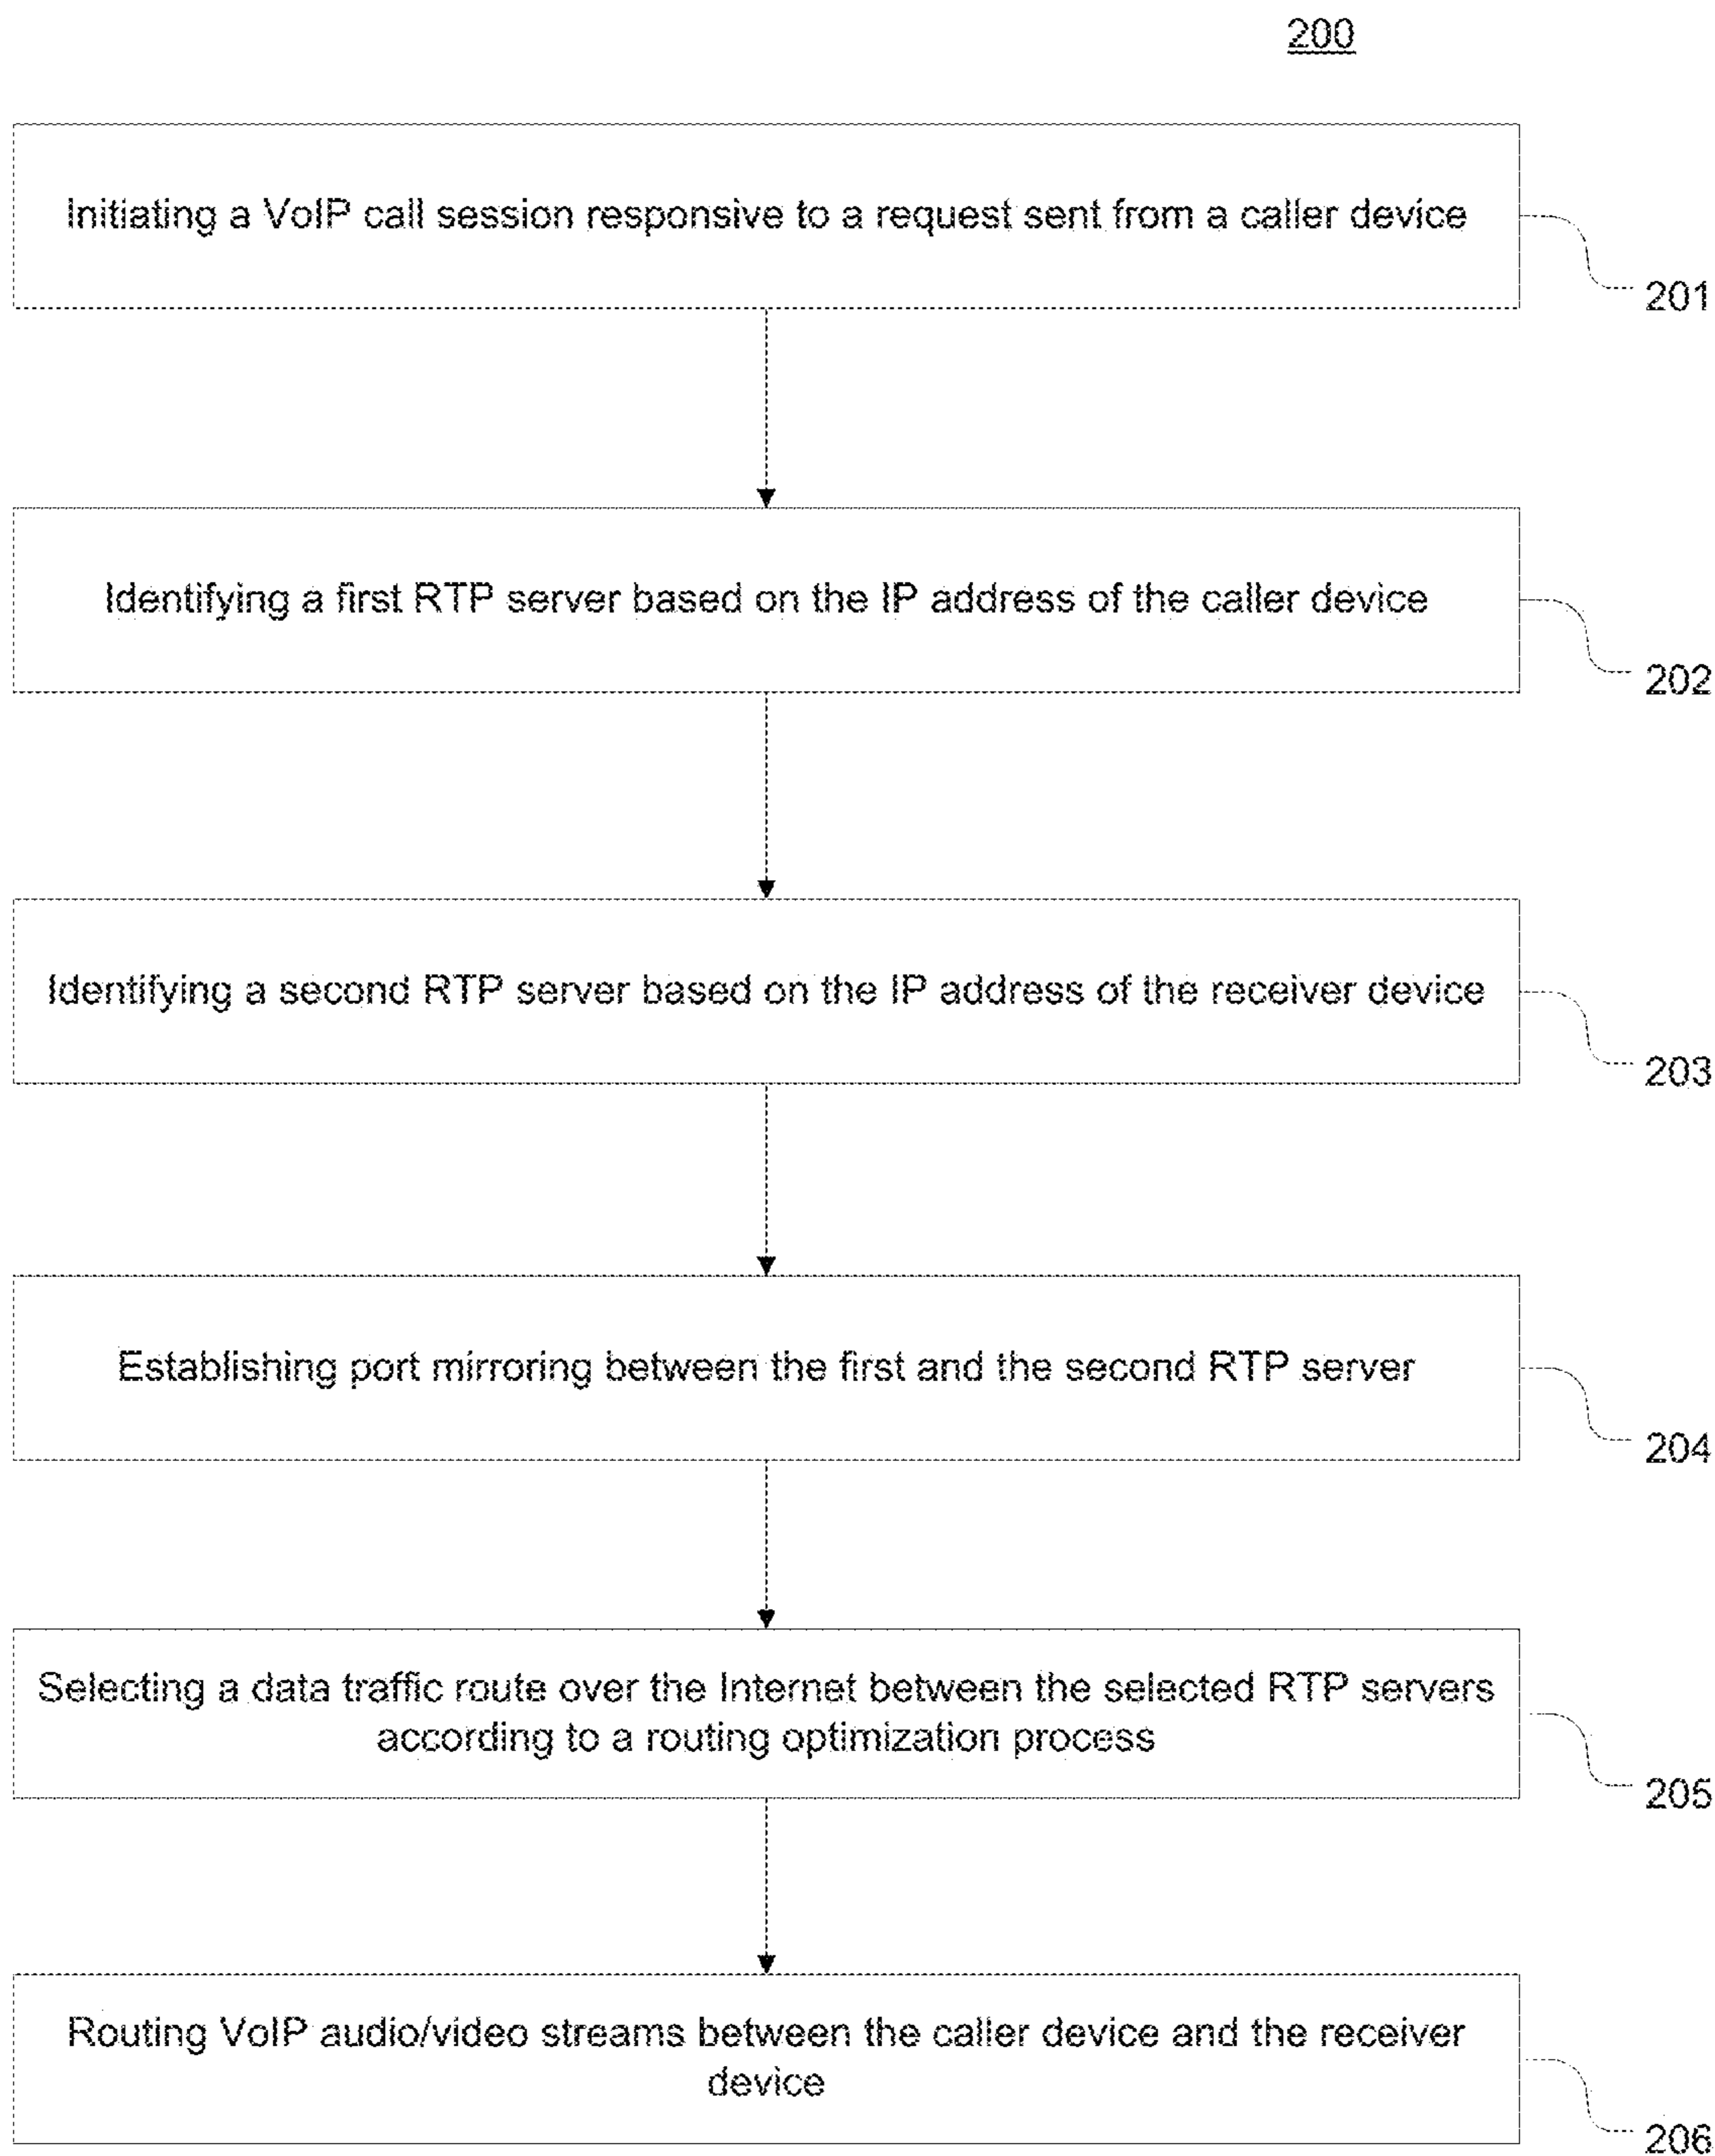 200
Initiating a VoIP call session responsive to a request sent from a caller device
201
Identifying a first RTP server based on the IP address of the caller device
202
Identifying a second RTP server based on the IP address of the receiver device
203
Establishing port mirroring between the first and the second RTP server
204
Selecting a data traffic route over the Internet between the selected RTP servers
according to a routing optimization process
205
Routing VoIP audio/video streams between the caller device and the receiver
device
206